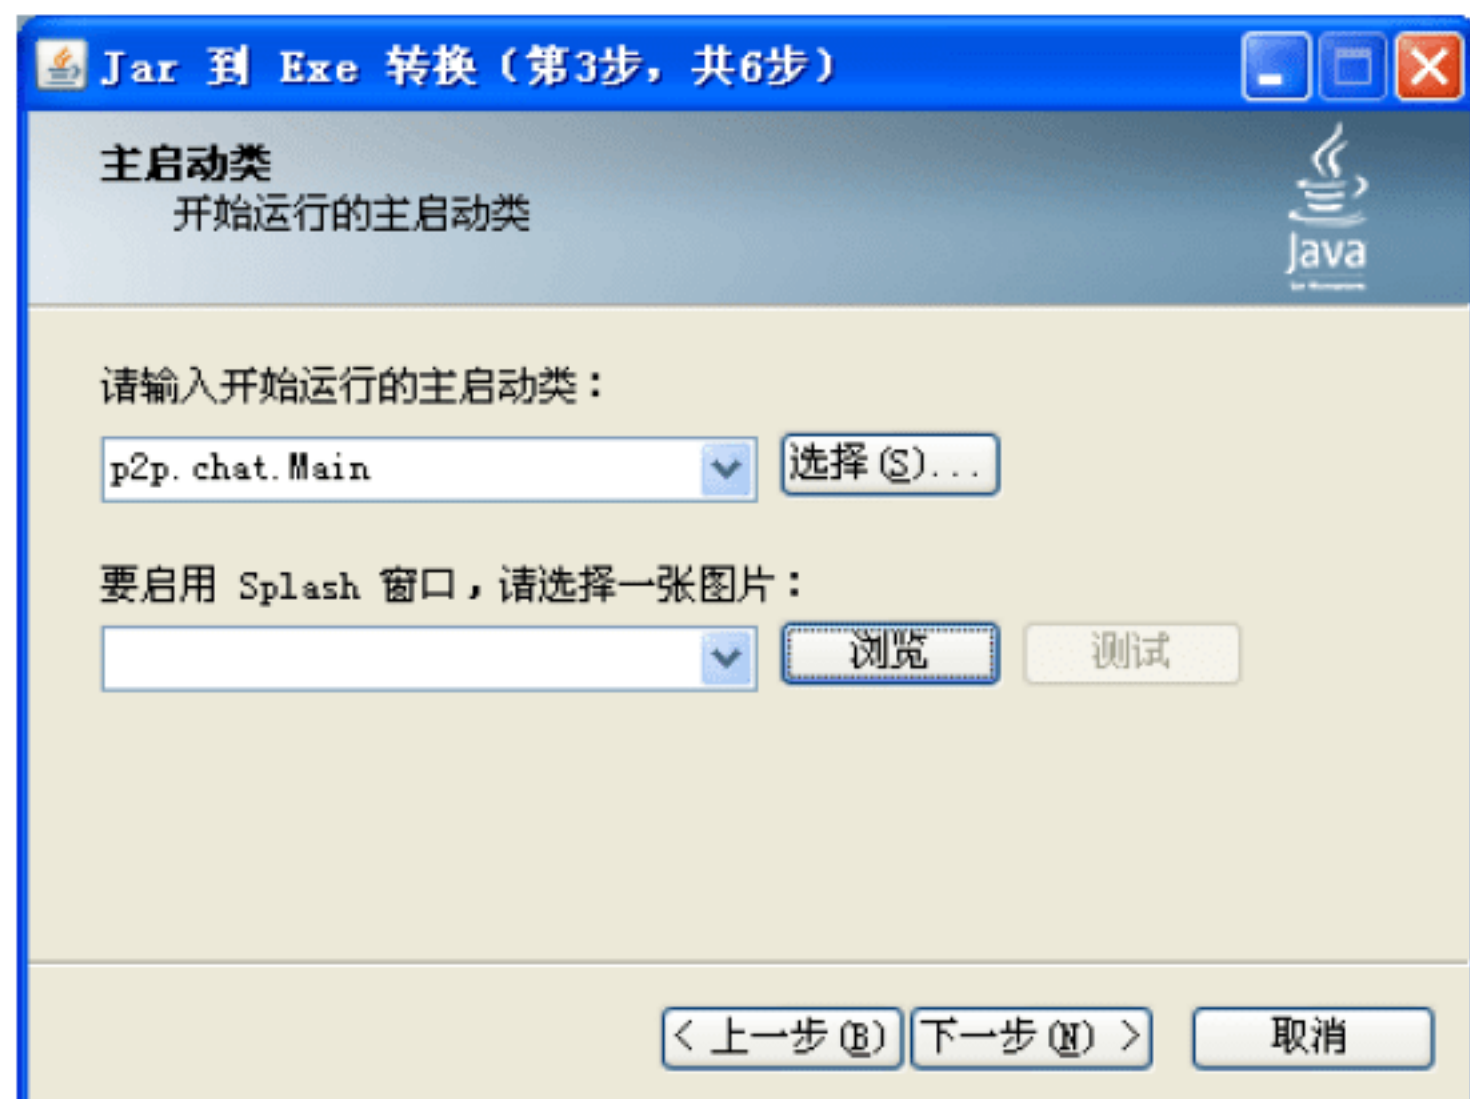 Jar 到 Exe 转换（第3步，共6步）
主启动类
开始运行的主启动类
Java
请输入开始运行的主启动类：
p2p.chat.Main
选择(S)...
要启用 Splash 窗口，请选择一张图片：
浏览
测试
< 上一步(B)
下一步(N) >
取消